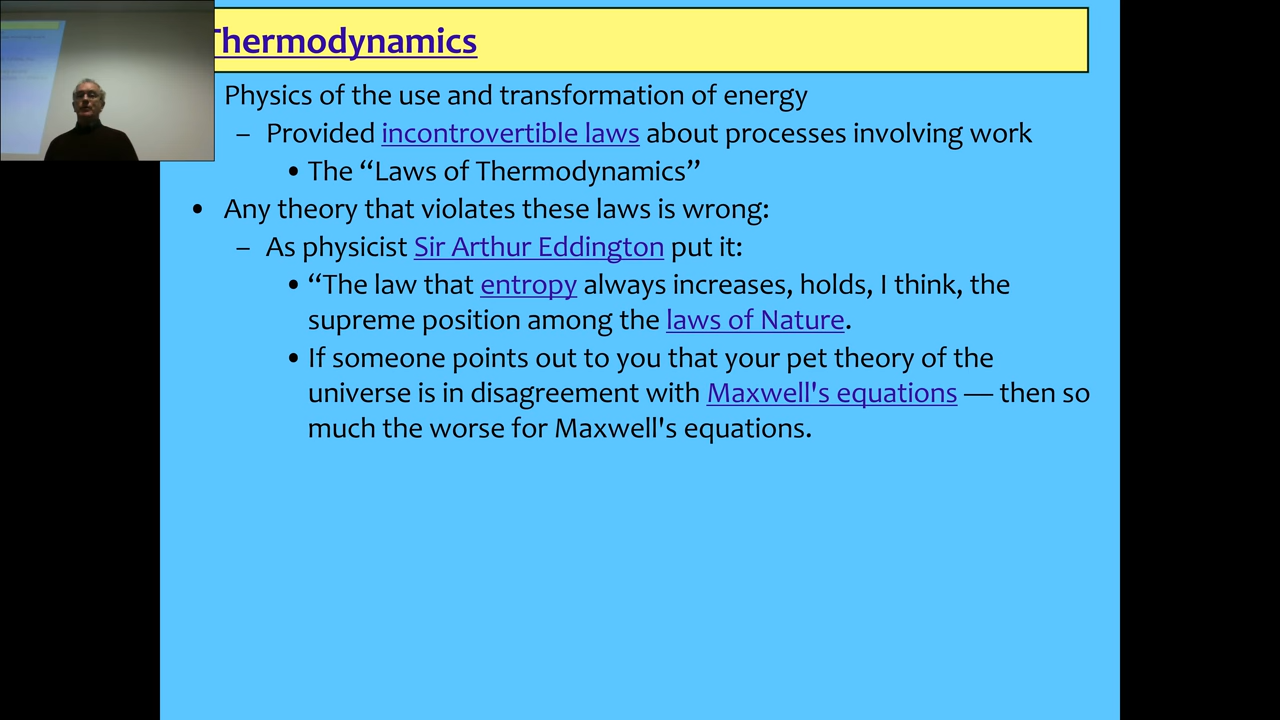 Thermodynamics
Physics of the use and transformation of energy
– Provided incontrovertible laws about processes involving work
• The “Laws of Thermodynamics”
• Any theory that violates these laws is wrong:
– As physicist Sir Arthur Eddington put it:
• “The law that entropy always increases, holds, I think, the
supreme position among the laws of Nature.
• If someone points out to you that your pet theory of the
universe is in disagreement with Maxwell's equations — then so
much the worse for Maxwell's equations.